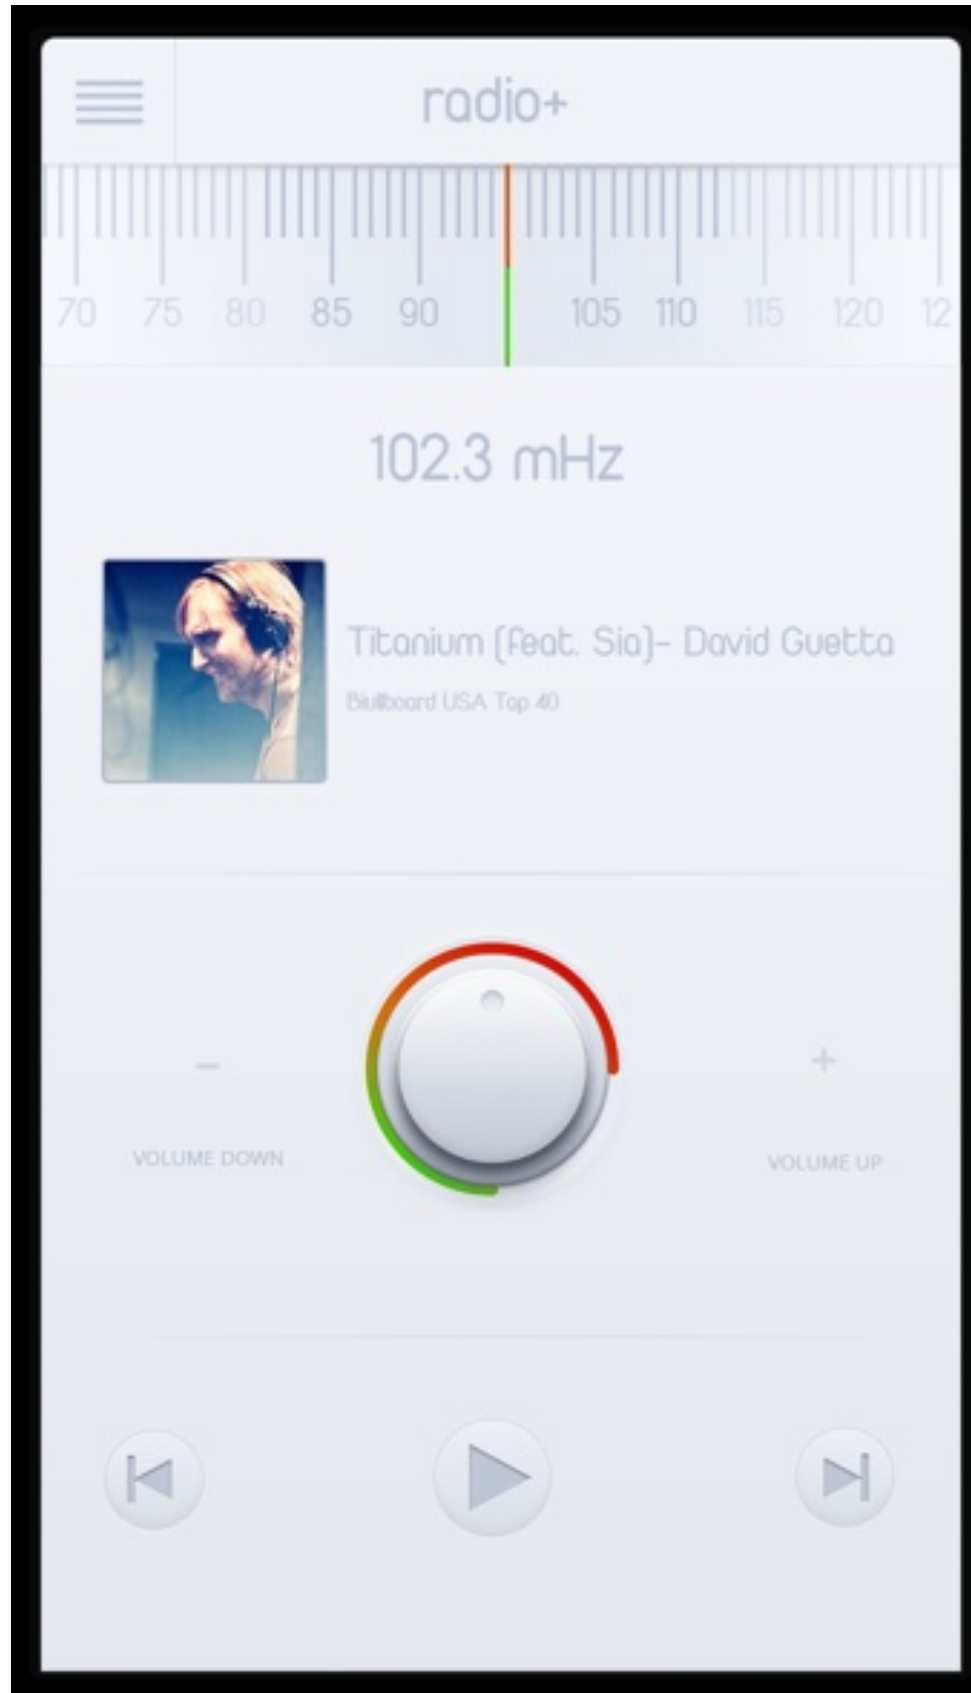 radio+
70 75 80 85 90 105 110 115 120 12
102.3 mHz
Titanium (feat. Sia)- David Guetta
Biullboard USA Top 40
− +
VOLUME DOWN VOLUME UP